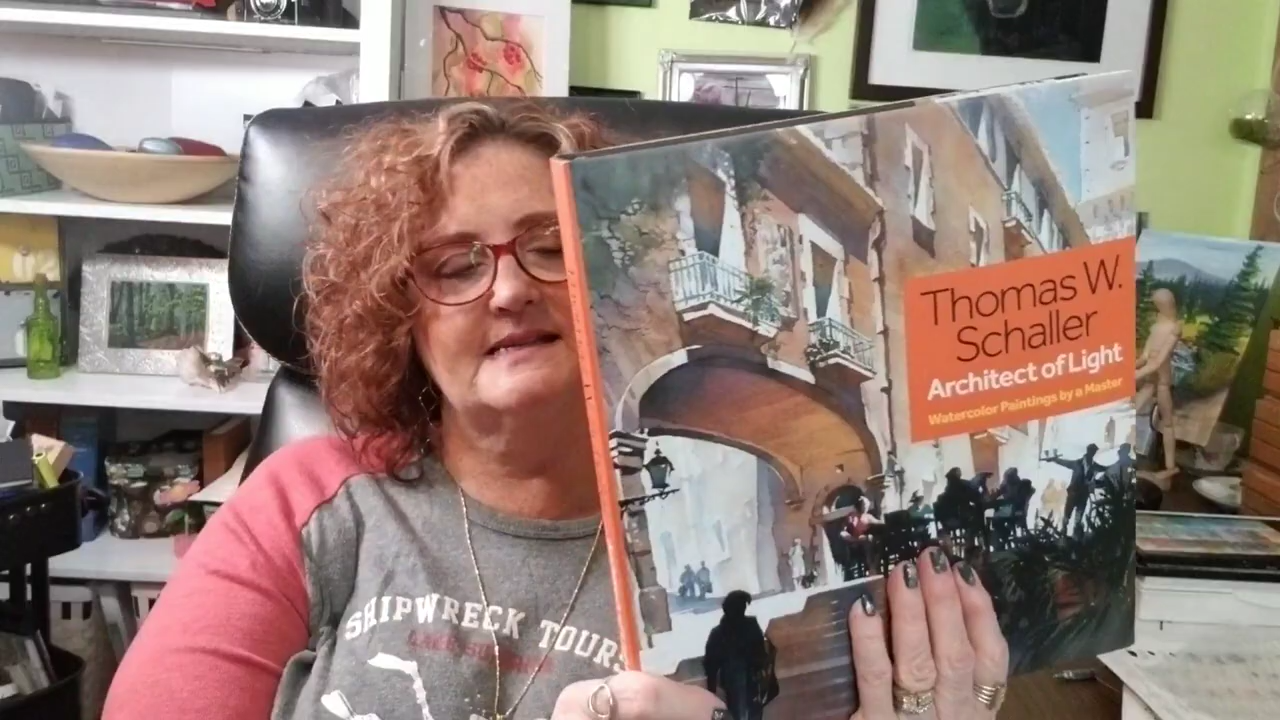 Thomas W.
Schaller
Architect of Light
Watercolor Paintings by a Master
SHIPWRECK TOURS